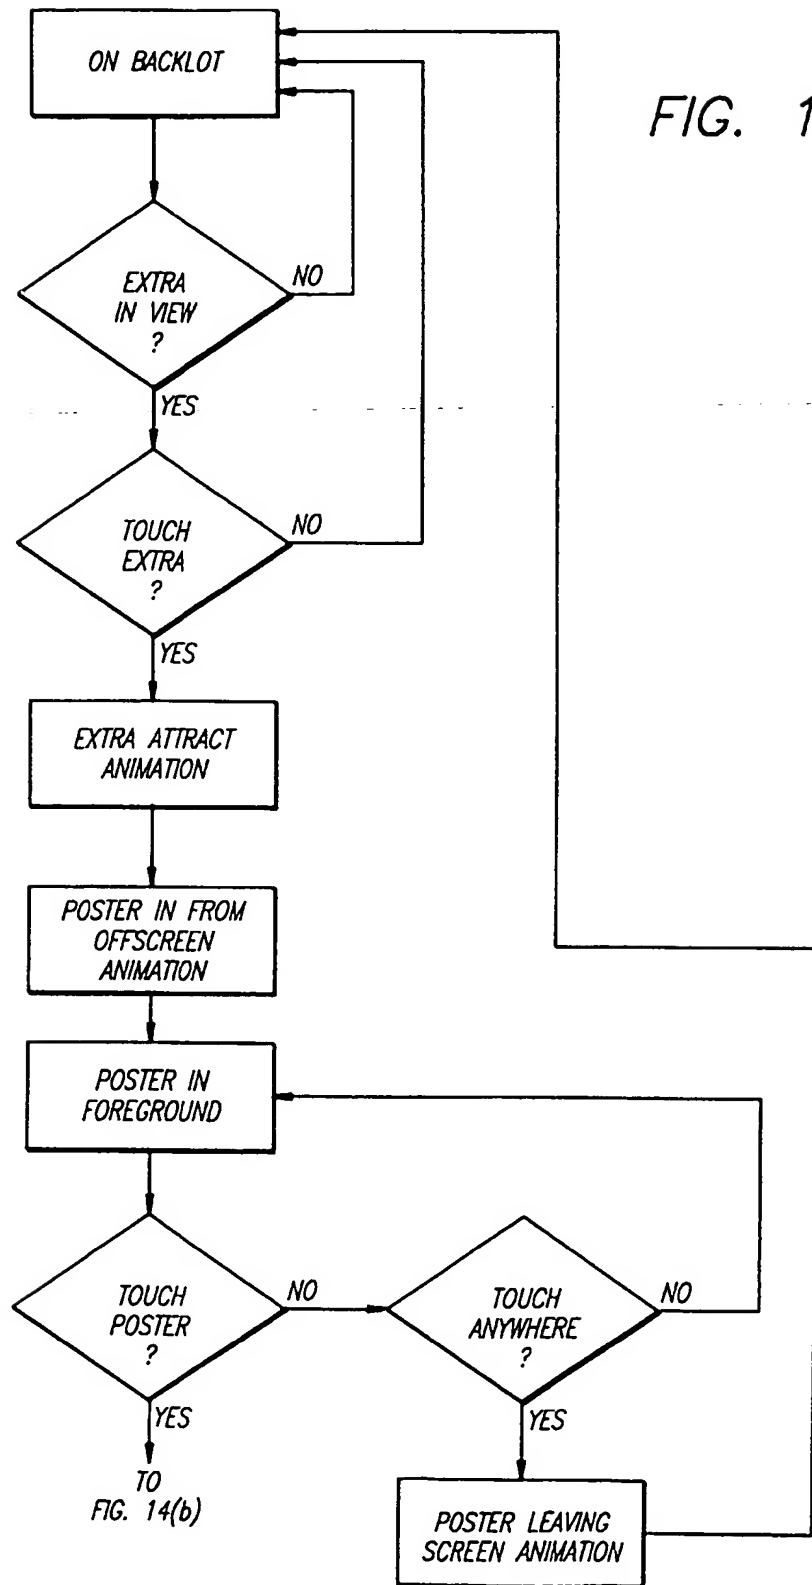 ON BACKLOT
FIG. 1
EXTRA
IN VIEW
?
NO
YES
TOUCH
EXTRA
?
NO
YES
EXTRA ATTRACT
ANIMATION
POSTER IN FROM
OFFSCREEN
ANIMATION
POSTER IN
FOREGROUND
TOUCH
POSTER
?
NO
TOUCH
ANYWHERE
?
NO
YES
TO
FIG. 14(b)
YES
POSTER LEAVING
SCREEN ANIMATION